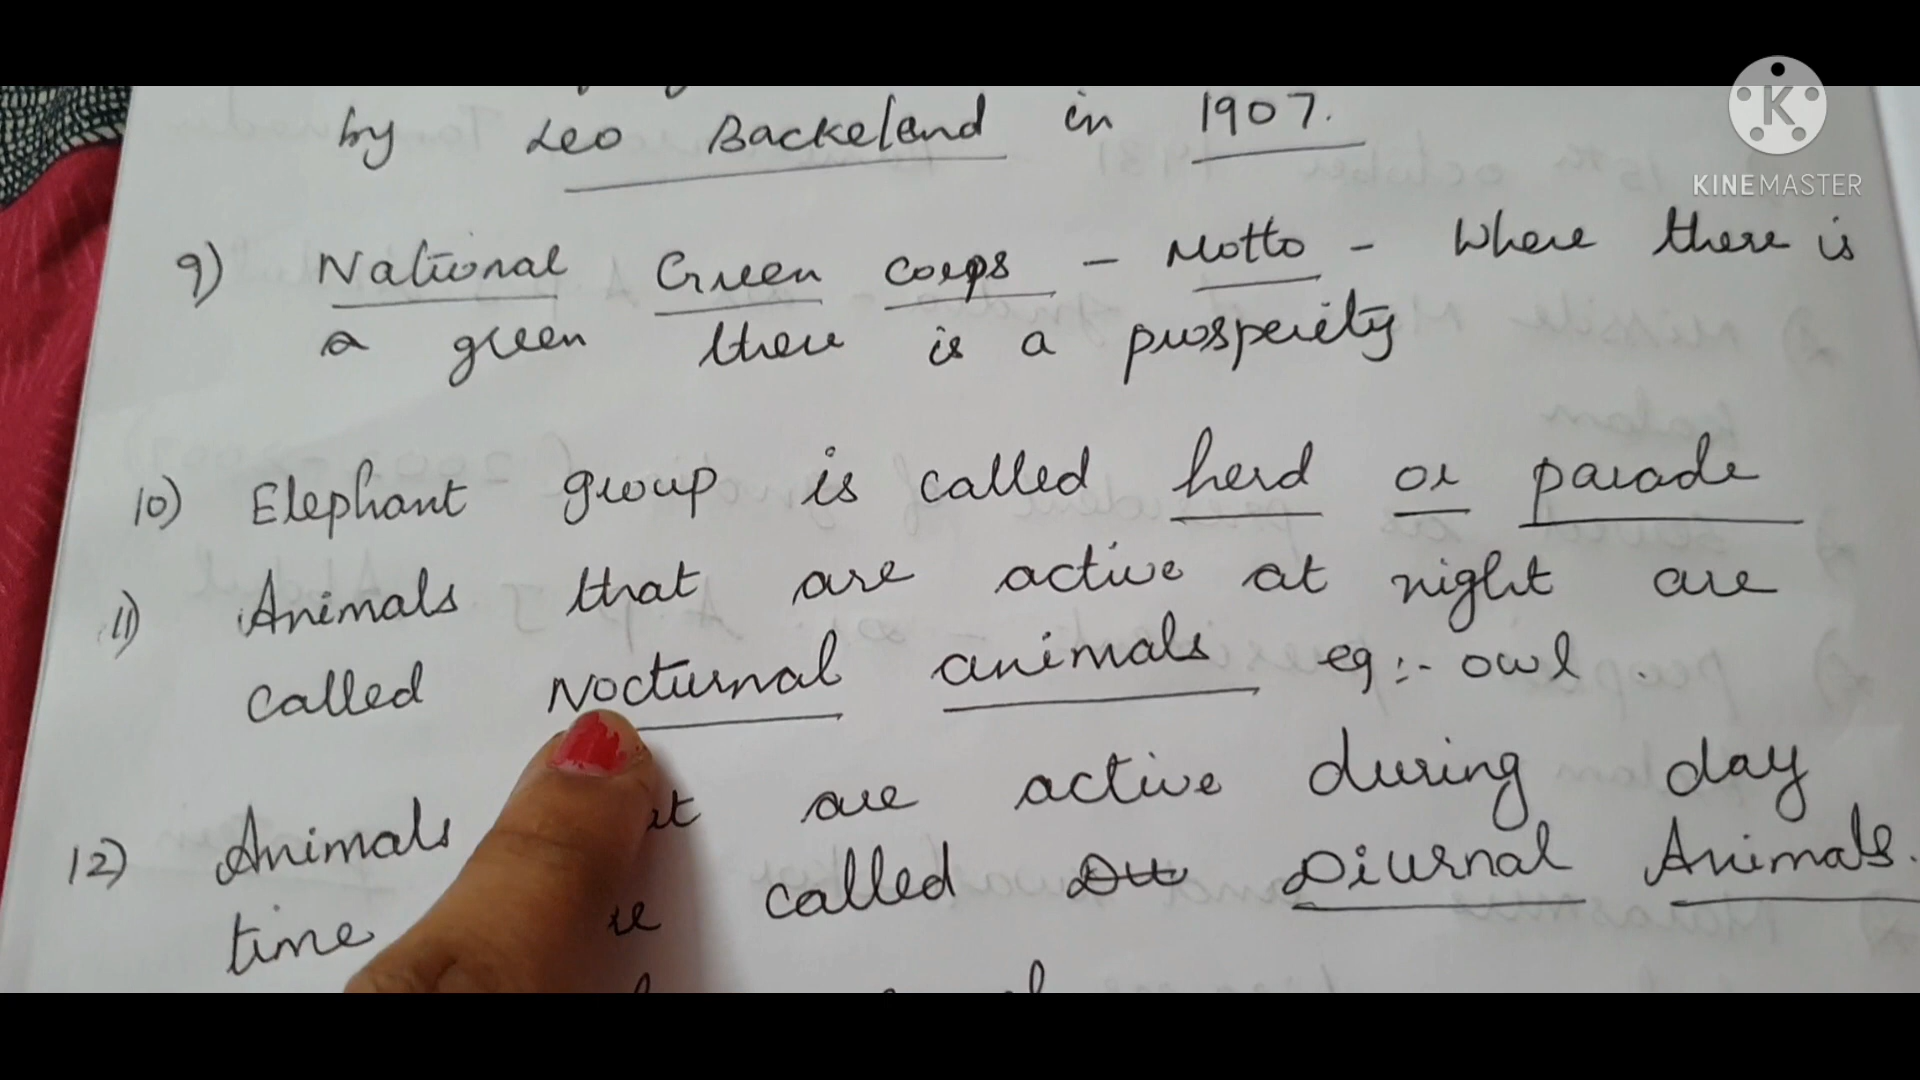 by Leo Backeland in 1907.
KINEMASTER
9) National Green corps - Motto - Where there is
a green there is a prosperity
10) Elephant group is called herd or parade
11) Animals that are active at night are
called Nocturnal animals eg:- owl.
12) Animals are active during day
time called Diurnal Animals.